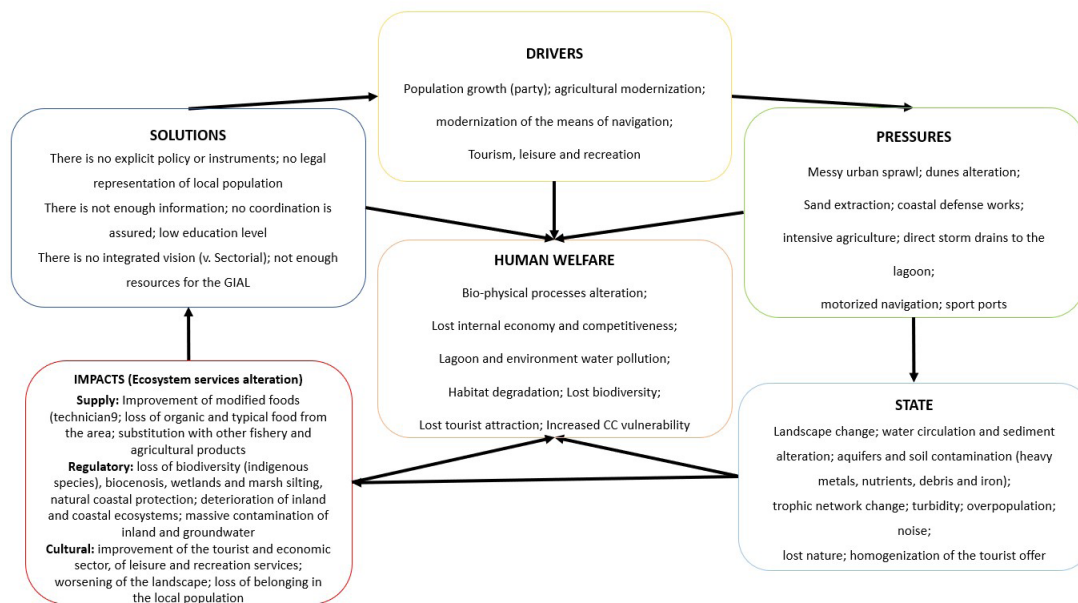 DRIVERS
Population growth (party); agricultural modernization;
modernization of the means of navigation;
Tourism, leisure and recreation
SOLUTIONS
There is no explicit policy or instruments; no legal
representation of local population
There is not enough information; no coordination is
assured; low education level
There is no integrated vision (v. Sectorial); not enough
resources for the GIAL
PRESSURES
Messy urban sprawl; dunes alteration;
Sand extraction; coastal defense works;
intensive agriculture; direct storm drains to the
lagoon;
motorized navigation; sport ports
HUMAN WELFARE
Bio-physical processes alteration;
Lost internal economy and competitiveness;
Lagoon and environment water pollution;
Habitat degradation; Lost biodiversity;
Lost tourist attraction; Increased CC vulnerability
IMPACTS (Ecosystem services alteration)
Supply: Improvement of modified foods
(technician9; loss of organic and typical food from
the area; substitution with other fishery and
agricultural products
Regulatory: loss of biodiversity (indigenous
species), biocenosis, wetlands and marsh silting,
natural coastal protection; deterioration of inland
and coastal ecosystems; massive contamination of
inland and groundwater
Cultural: improvement of the tourist and economic
sector, of leisure and recreation services;
worsening of the landscape; loss of belonging in
the local population
STATE
Landscape change; water circulation and sediment
alteration; aquifers and soil contamination (heavy
metals, nutrients, debris and iron);
trophic network change; turbidity; overpopulation;
noise;
lost nature; homogenization of the tourist offer